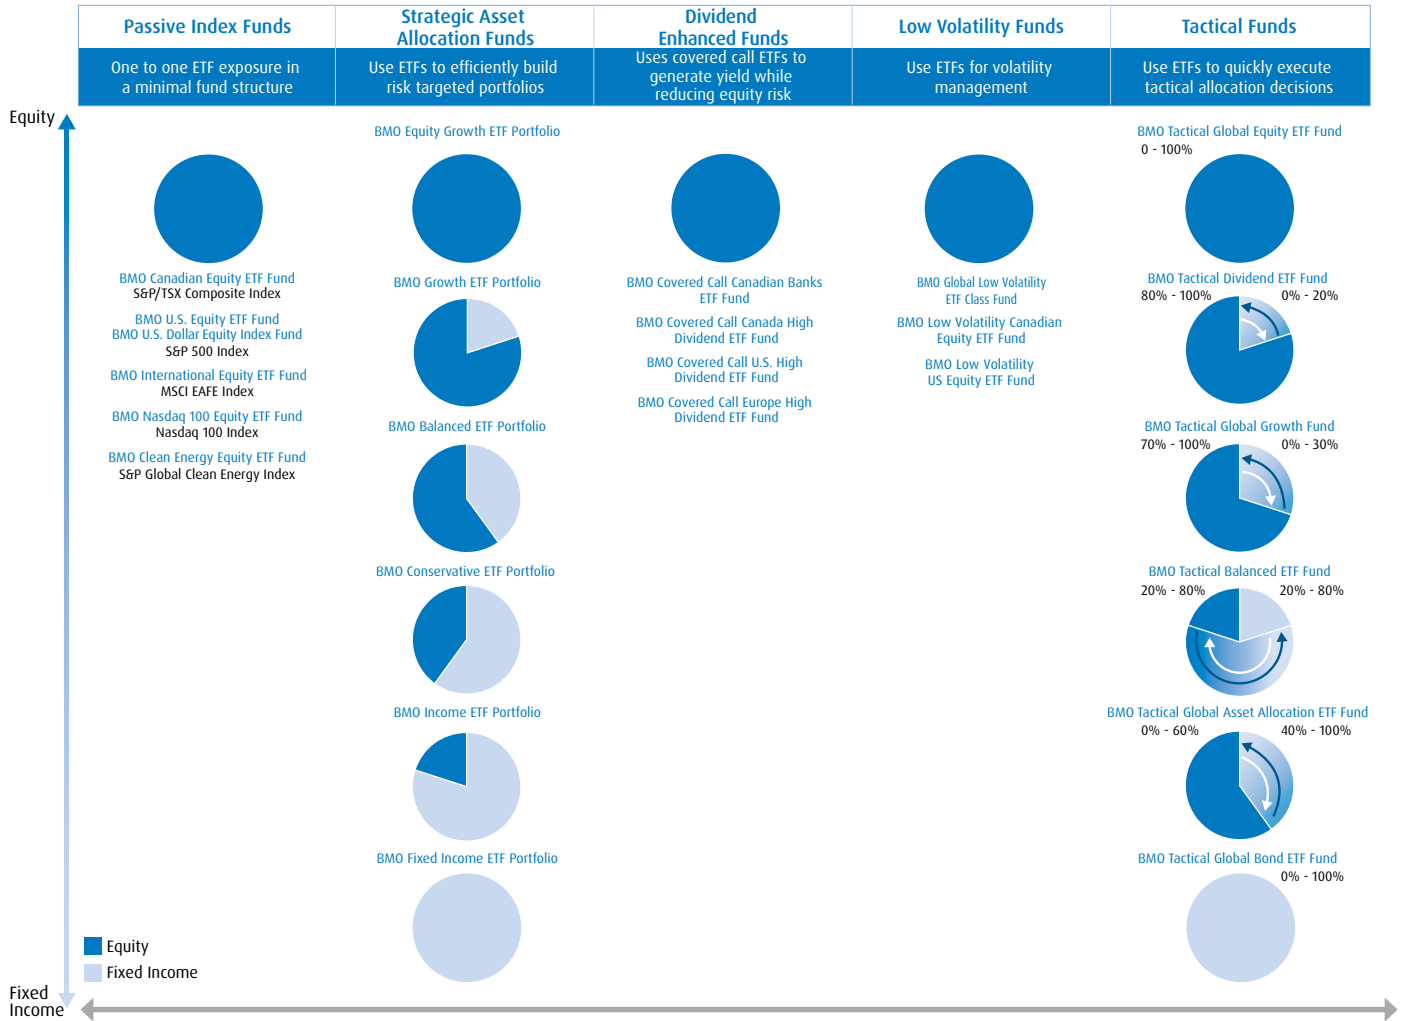 Passive Index Funds
Strategic Asset
Allocation Funds
Dividend
Enhanced Funds
Low Volatility Funds
Tactical Funds
One to one ETF exposure in
a minimal fund structure
Use ETFs to efficiently build
risk targeted portfolios
Uses covered call ETFs to
generate yield while
reducing equity risk
Use ETFs for volatility
management
Use ETFs to quickly execute
tactical allocation decisions
Equity
BMO Canadian Equity ETF Fund
S&P/TSX Composite Index
BMO U.S. Equity ETF Fund
BMO U.S. Dollar Equity Index Fund
S&P 500 Index
BMO International Equity ETF Fund
MSCI EAFE Index
BMO Nasdaq 100 Equity ETF Fund
Nasdaq 100 Index
BMO Clean Energy Equity ETF Fund
S&P Global Clean Energy Index
BMO Equity Growth ETF Portfolio
BMO Growth ETF Portfolio
BMO Balanced ETF Portfolio
BMO Conservative ETF Portfolio
BMO Income ETF Portfolio
BMO Fixed Income ETF Portfolio
BMO Covered Call Canadian Banks
ETF Fund
BMO Covered Call Canada High
Dividend ETF Fund
BMO Covered Call U.S. High
Dividend ETF Fund
BMO Covered Call Europe High
Dividend ETF Fund
BMO Global Low Volatility
ETF Class Fund
BMO Low Volatility Canadian
Equity ETF Fund
BMO Low Volatility
US Equity ETF Fund
BMO Tactical Global Equity ETF Fund
0 - 100%
BMO Tactical Dividend ETF Fund
80% - 100% 0% - 20%
BMO Tactical Global Growth Fund
70% - 100% 0% - 30%
BMO Tactical Balanced ETF Fund
20% - 80% 20% - 80%
BMO Tactical Global Asset Allocation ETF Fund
0% - 60% 40% - 100%
BMO Tactical Global Bond ETF Fund
0% - 100%
Equity
Fixed Income
Fixed
Income